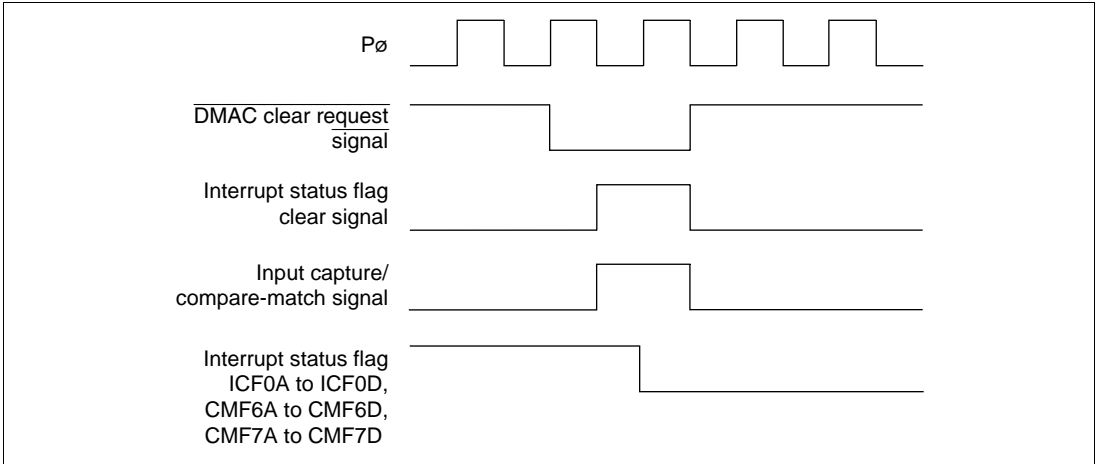 Pø
DMAC clear request
signal
Interrupt status flag
clear signal
Input capture/
compare-match signal
Interrupt status flag
ICF0A to ICF0D,
CMF6A to CMF6D,
CMF7A to CMF7D